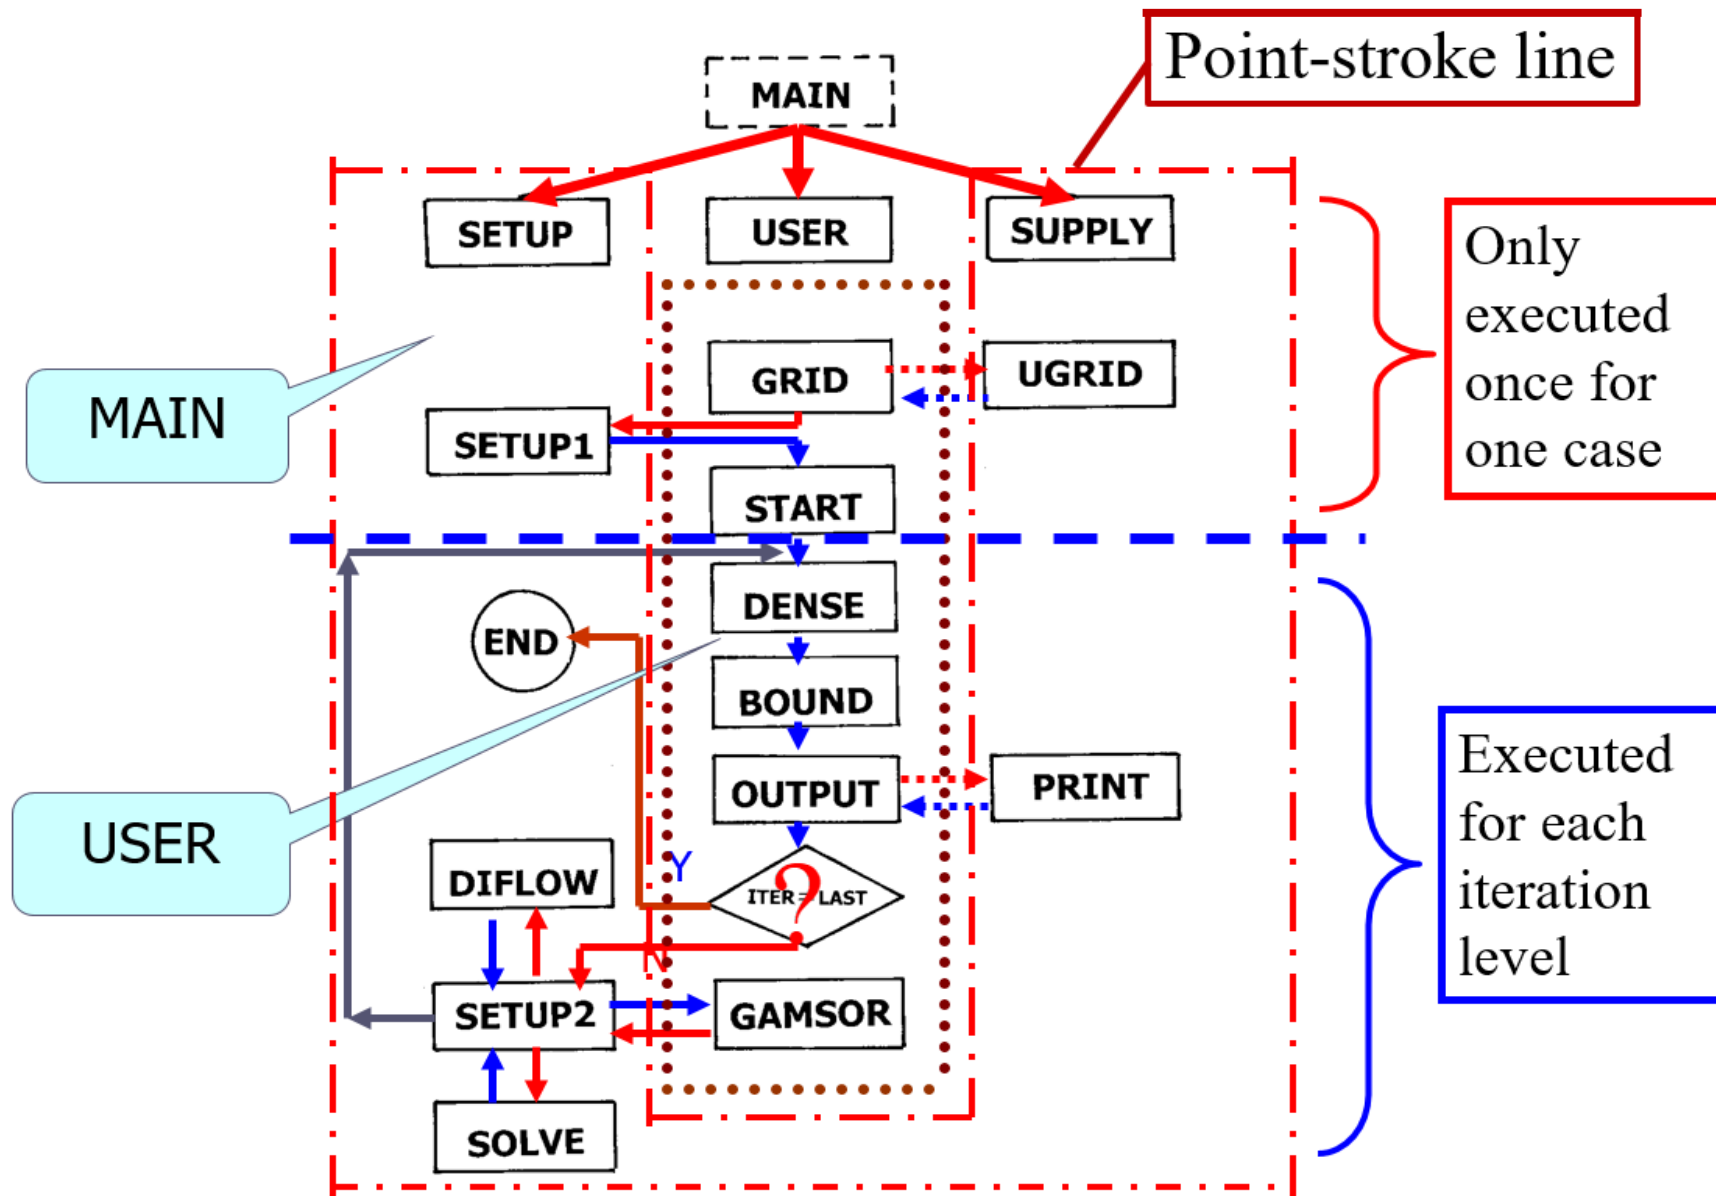 Point-stroke line
MAIN
SETUP
USER
SUPPLY
Only
executed
once for
one case
GRID
UGRID
MAIN
SETUP1
START
DENSE
END
BOUND
Executed
for each
iteration
level
OUTPUT
PRINT
USER
Y
DIFLOW
ITER = LAST
?
N
SETUP2
GAMSOR
SOLVE